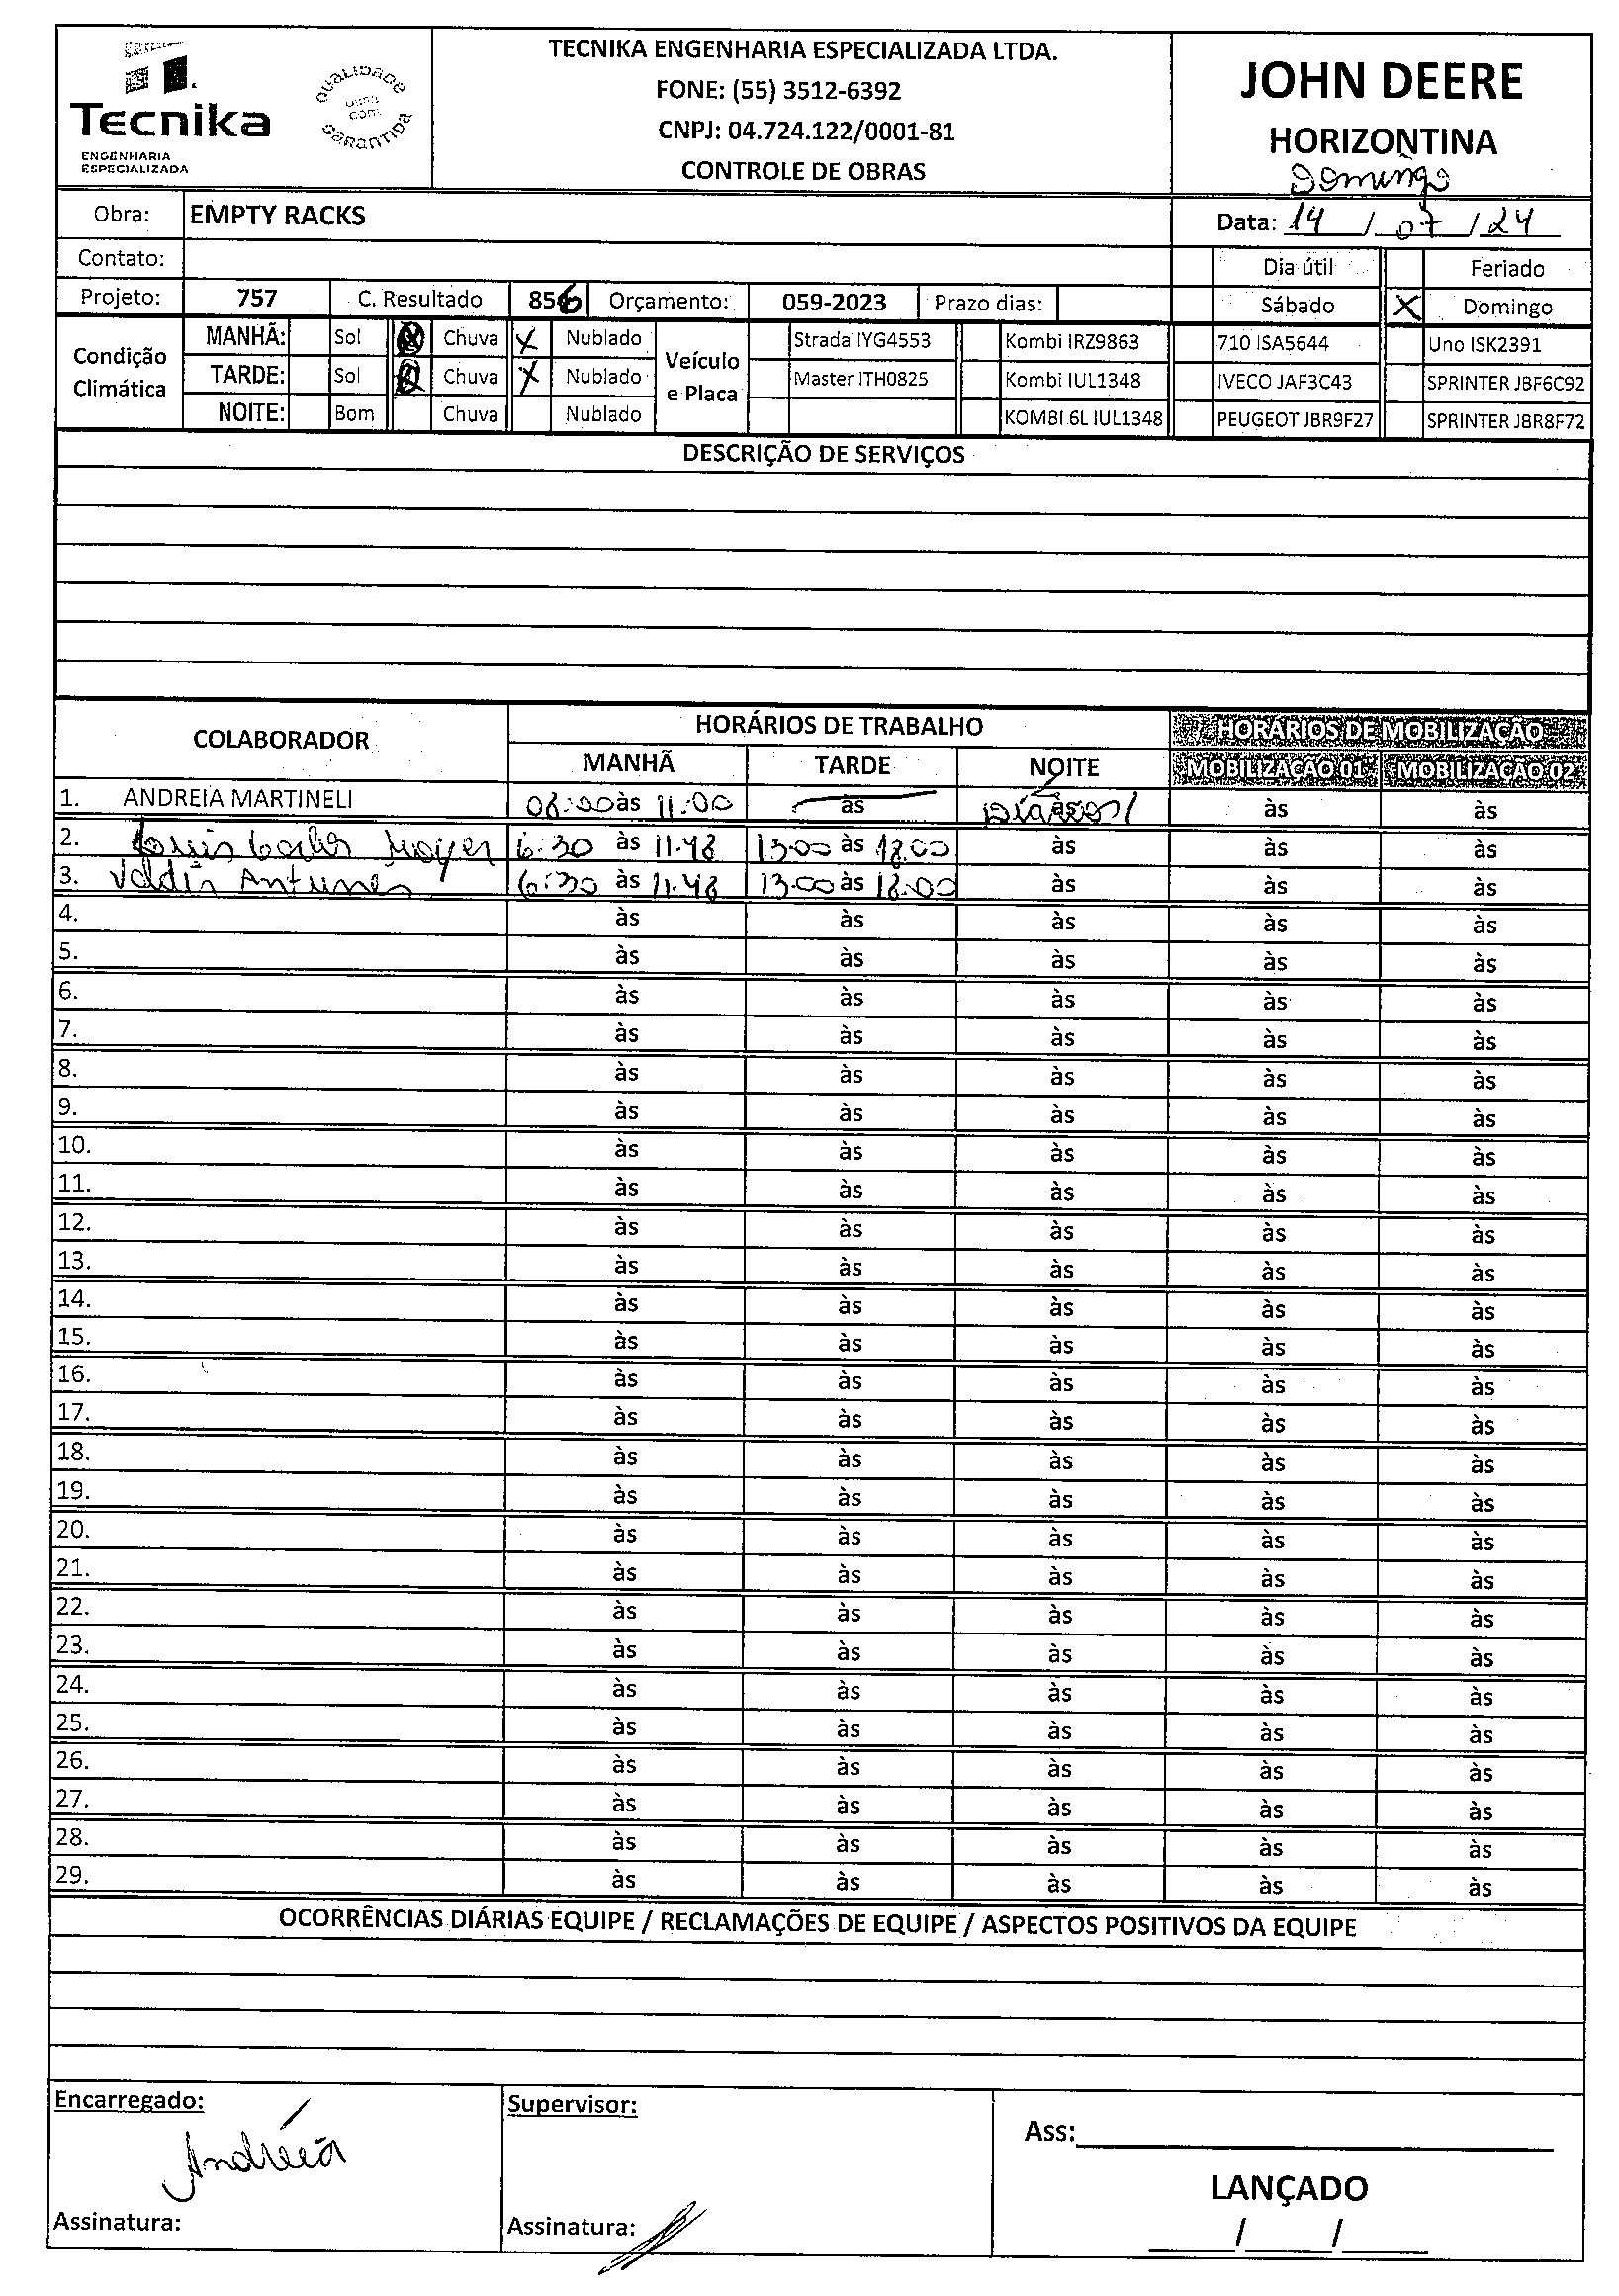 Tecnika
ENGENHARIA
ESPECIALIZADA
QUALIDADE
GARANTIDA
TECNIKA ENGENHARIA ESPECIALIZADA LTDA.
FONE: (55) 3512-6392
CNPJ: 04.724.122/0001-81
CONTROLE DE OBRAS
JOHN DEERE
HORIZONTINA
Domingo
Obra: EMPTY RACKS
Data: 14 / 07 / 24
Contato:
Dia útil Feriado
Projeto: 757 C. Resultado 856 Orçamento: 059-2023 Prazo dias: Sábado X Domingo
Condição Climática
MANHÃ: Sol Chuva X Nublado
TARDE: Sol Chuva X Nublado
NOITE: Bom Chuva Nublado
Veículo e Placa
Strada IYG4553 Kombi IRZ9863 710 ISA5644 Uno ISK2391
Master ITH0825 Kombi IUL1348 IVECO JAF3C43 SPRINTER JBF6C92
KOMBI 6L IUL1348 PEUGEOT JBR9F27 SPRINTER JBR8F72
DESCRIÇÃO DE SERVIÇOS
COLABORADOR HORÁRIOS DE TRABALHO HORÁRIOS DE MOBILIZAÇÃO
MANHÃ TARDE NOITE MOBILIZAÇÃO 01 MOBILIZAÇÃO 02
1. ANDREIA MARTINELI 08:00 às 11:00 às às às às
2. Luis Carlos 6:30 às 11:48 13:00 às 18:00 às às às
3. Valdir Antunes 6:30 às 11:48 13:00 às 18:00 às às às
4. às às às às às
5. às às às às às
6. às às às às às
7. às às às às às
8. às às às às às
9. às às às às às
10. às às às às às
11. às às às às às
12. às às às às às
13. às às às às às
14. às às às às às
15. às às às às às
16. às às às às às
17. às às às às às
18. às às às às às
19. às às às às às
20. às às às às às
21. às às às às às
22. às às às às às
23. às às às às às
24. às às às às às
25. às às às às às
26. às às às às às
27. às às às às às
28. às às às às às
29. às às às às às
OCORRÊNCIAS DIÁRIAS EQUIPE / RECLAMAÇÕES DE EQUIPE / ASPECTOS POSITIVOS DA EQUIPE
Encarregado:
Andréia
Assinatura:
Supervisor:
Assinatura:
Ass:
LANÇADO
/ /